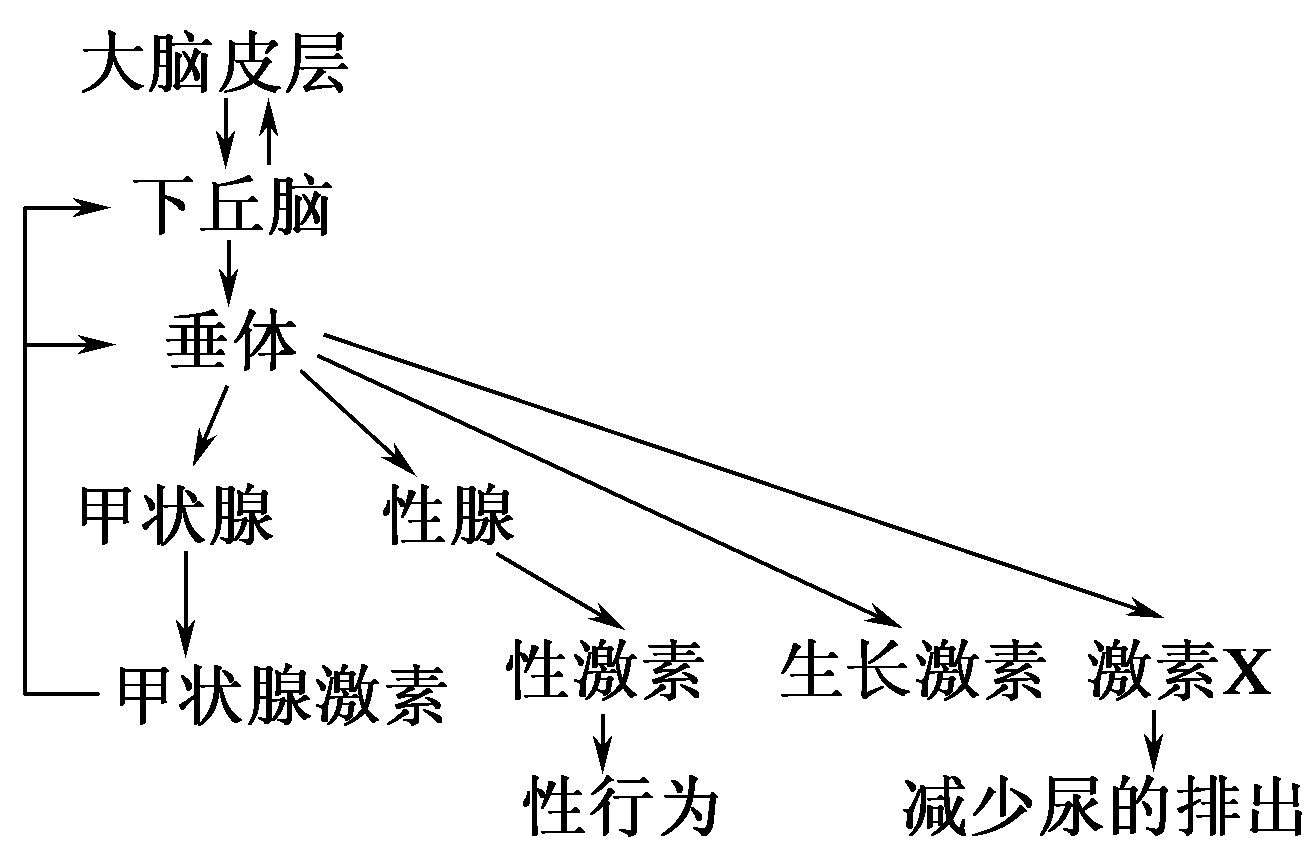 大脑皮层
下丘脑
垂体
甲状腺
性腺
甲状腺激素
性激素
生长激素
激素X
性行为
减少尿的排出